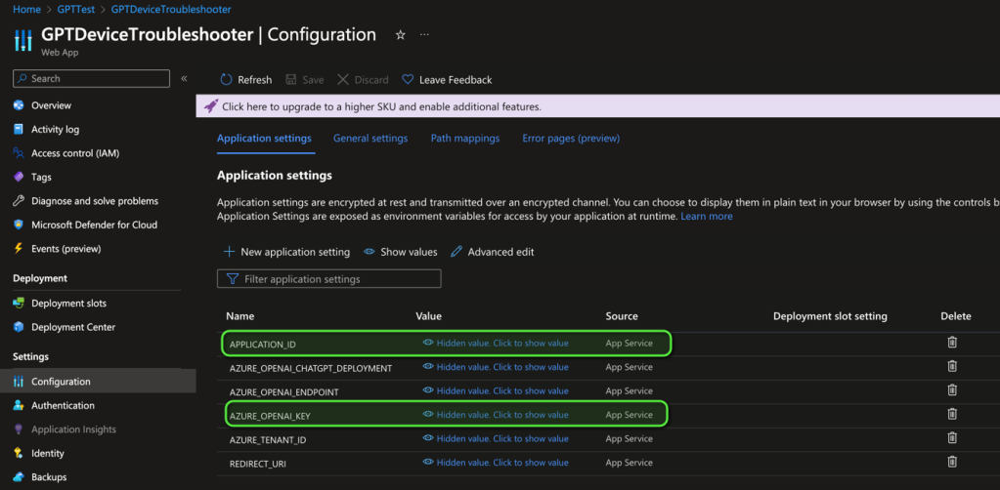 Home > GPTTest > GPTDeviceTroubleshooter
GPTDeviceTroubleshooter | Configuration
Web App
Search
Overview
Activity log
Access control (IAM)
Tags
Diagnose and solve problems
Microsoft Defender for Cloud
Events (preview)
Deployment
Deployment slots
Deployment Center
Settings
Configuration
Authentication
Application Insights
Identity
Backups
Refresh Save Discard Leave Feedback
Click here to upgrade to a higher SKU and enable additional features.
Application settings General settings Path mappings Error pages (preview)
Application settings
Application settings are encrypted at rest and transmitted over an encrypted channel. You can choose to display them in plain text in your browser by using the controls b
Application Settings are exposed as environment variables for access by your application at runtime. Learn more
New application setting Show values Advanced edit
Filter application settings
Name Value Source Deployment slot setting Delete
APPLICATION_ID Hidden value. Click to show value App Service
AZURE_OPENAI_CHATGPT_DEPLOYMENT Hidden value. Click to show value App Service
AZURE_OPENAI_ENDPOINT Hidden value. Click to show value App Service
AZURE_OPENAI_KEY Hidden value. Click to show value App Service
AZURE_TENANT_ID Hidden value. Click to show value App Service
REDIRECT_URI Hidden value. Click to show value App Service